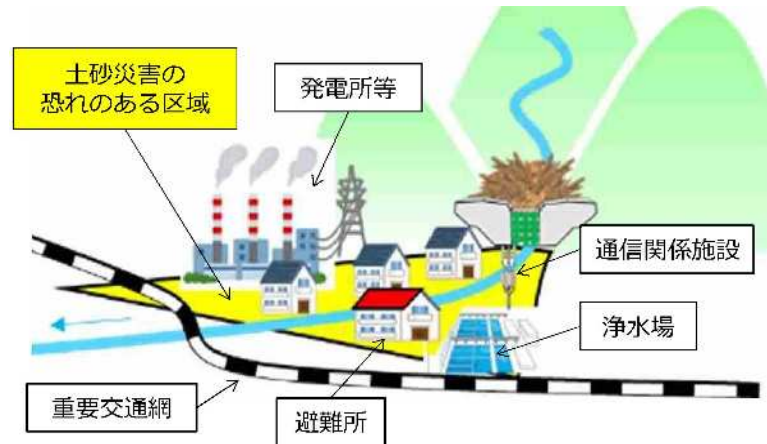 土砂災害の
恐れのある区域
発電所等
通信関係施設
浄水場
重要交通網
避難所